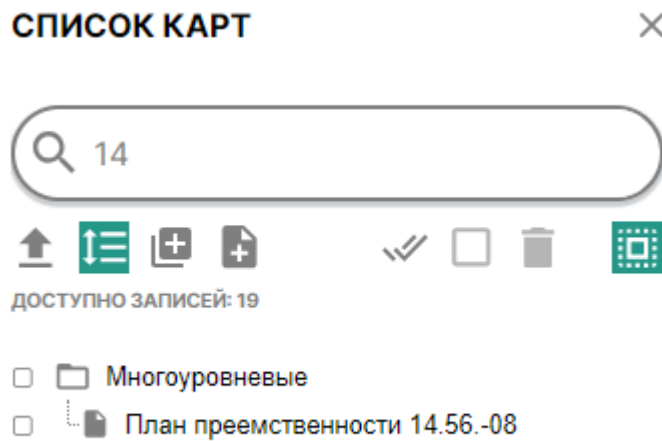 СПИСОК КАРТ
14
ДОСТУПНО ЗАПИСЕЙ: 19
Многоуровневые
План преемственности 14.56.-08